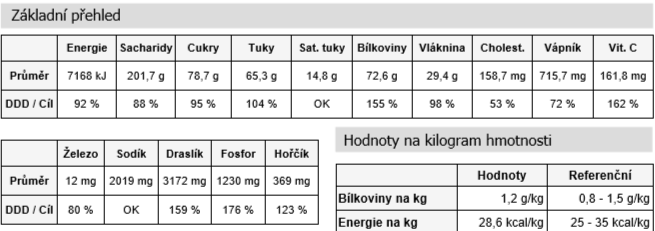 Základní přehled
Energie Sacharidy Cukry Tuky Sat. tuky Bílkoviny Vláknina Cholest. Vápník Vit. C
Průměr 7168 kJ 201,7 g 78,7 g 65,3 g 14,8 g 72,6 g 29,4 g 158,7 mg 715,7 mg 161,8 mg
DDD / Cíl 92 % 88 % 95 % 104 % OK 155 % 98 % 53 % 72 % 162 %
Železo Sodík Draslík Fosfor Hořčík
Průměr 12 mg 2019 mg 3172 mg 1230 mg 369 mg
DDD / Cíl 80 % OK 159 % 176 % 123 %
Hodnoty na kilogram hmotnosti
Hodnoty Referenční
Bílkoviny na kg 1,2 g/kg 0,8 - 1,5 g/kg
Energie na kg 28,6 kcal/kg 25 - 35 kcal/kg